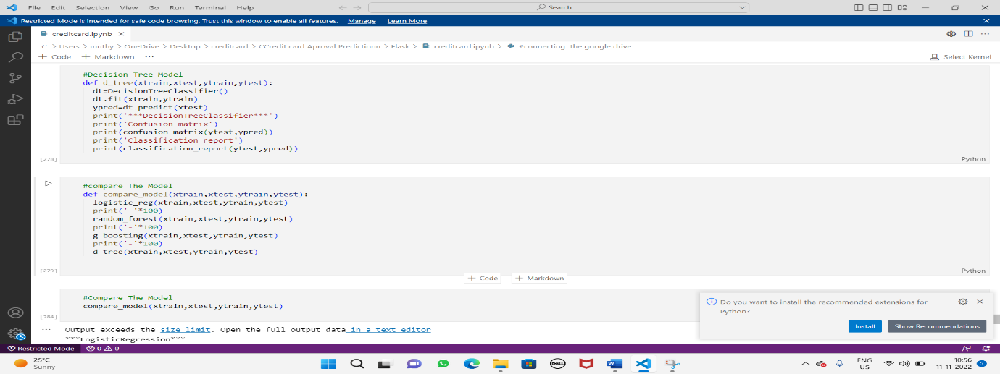 File Edit Selection View Go Run Terminal Help
Search
Restricted Mode is intended for safe code browsing. Trust this window to enable all features. Manage Learn More
creditcard.ipynb
C: > Users > muthy > OneDrive > Desktop > creditcard > CCredit card Aproval Predictionn > Flask > creditcard.ipynb > #connecting the google drive
+ Code + Markdown ...
Select Kernel
#Decision Tree Model
def d_tree(xtrain,xtest,ytrain,ytest):
dt=DecisionTreeClassifier()
dt.fit(xtrain,ytrain)
ypred=dt.predict(xtest)
print('***DecisionTreeClassifier***')
print('Confusion matrix')
print(confusion_matrix(ytest,ypred))
print('Classification report')
print(classification_report(ytest,ypred))
[278]
Python
#compare The Model
def compare_model(xtrain,xtest,ytrain,ytest):
logistic_reg(xtrain,xtest,ytrain,ytest)
print('-'*100)
random_forest(xtrain,xtest,ytrain,ytest)
print('-'*100)
g_boosting(xtrain,xtest,ytrain,ytest)
print('-'*100)
d_tree(xtrain,xtest,ytrain,ytest)
[279]
Python
+ Code + Markdown
#Compare The Model
compare_model(xtrain,xtest,ytrain,ytest)
[284]
Do you want to install the recommended extensions for
Python?
Install Show Recommendations
... Output exceeds the size limit. Open the full output data in a text editor
***LogisticRegression***
Restricted Mode 0 0
25°C
Sunny
DELL
ENG
US
10:56
11-11-2022
5